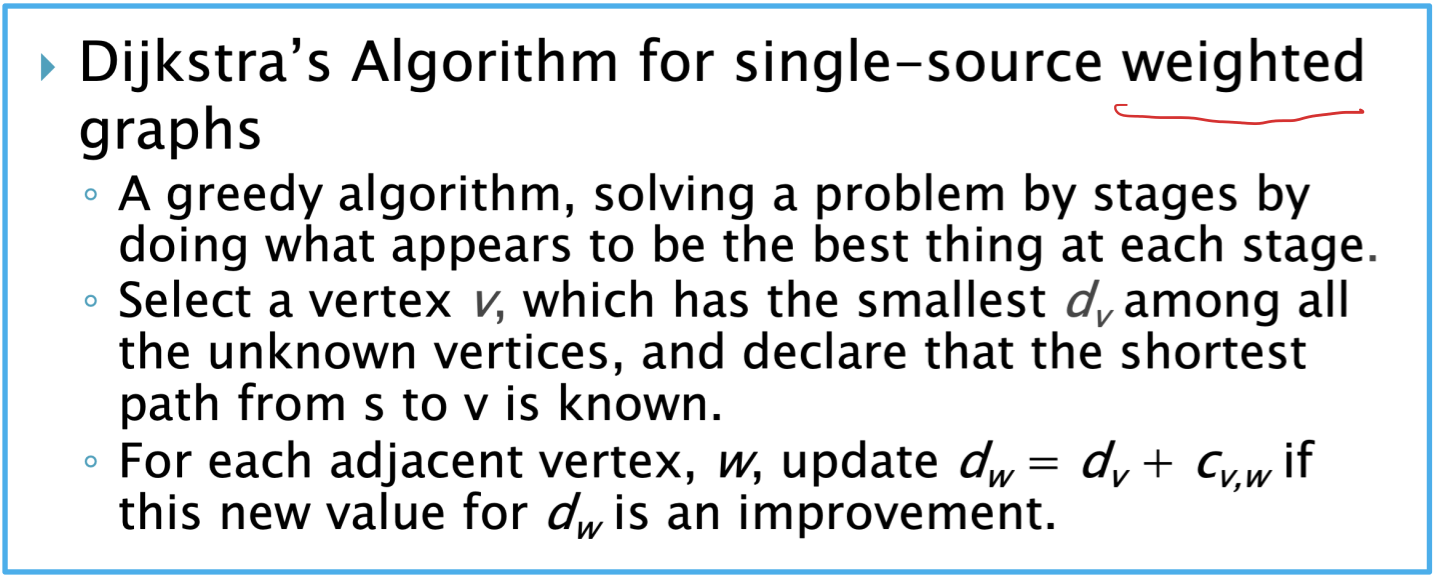 Dijkstra’s Algorithm for single-source weighted
graphs
A greedy algorithm, solving a problem by stages by
doing what appears to be the best thing at each stage.
Select a vertex v, which has the smallest d_v among all
the unknown vertices, and declare that the shortest
path from s to v is known.
For each adjacent vertex, w, update d_w = d_v + c_{v,w} if
this new value for d_w is an improvement.